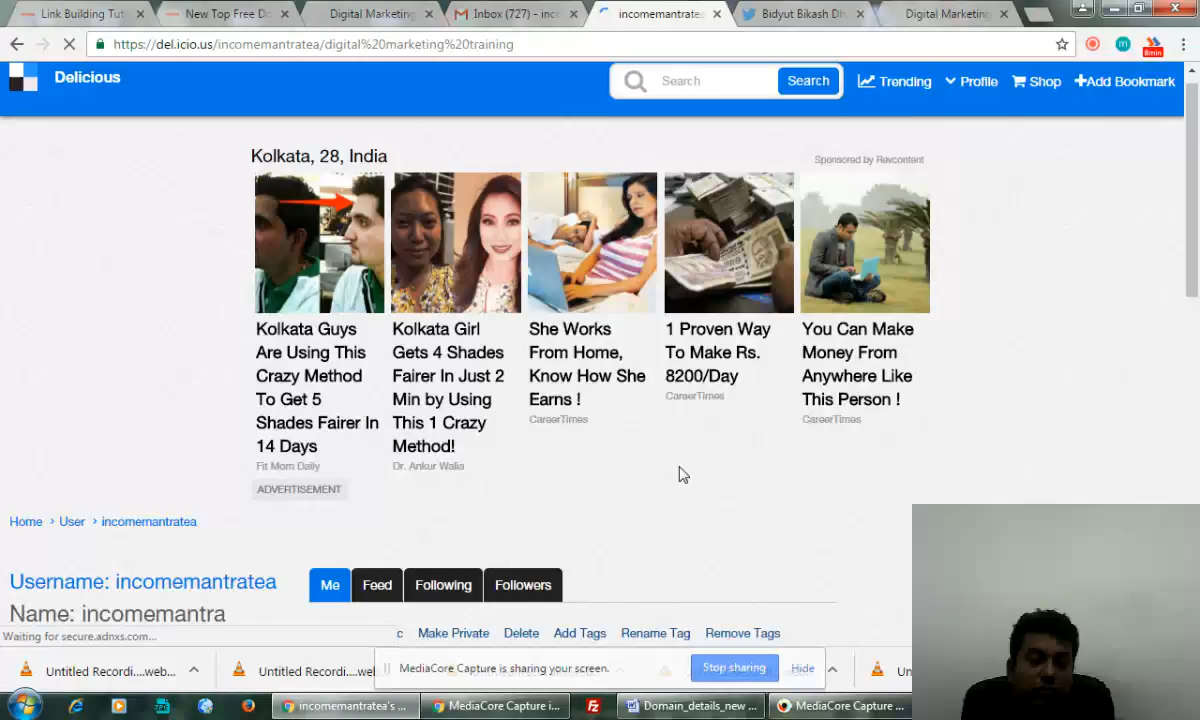 Link Building Tut
New Top Free Do
Digital Marketing
Inbox (727) - inco
incomemantratea
Bidyut Bikash Dh
Digital Marketing
https://del.icio.us/incomemantratea/digital%20marketing%20training
Delicious
Search
Search
Trending
Profile
Shop
Add Bookmark
Kolkata, 28, India
Sponsored by Revcontent
Kolkata Guys
Are Using This
Crazy Method
To Get 5
Shades Fairer In
14 Days
Fit Mom Daily
ADVERTISEMENT
Kolkata Girl
Gets 4 Shades
Fairer In Just 2
Min by Using
This 1 Crazy
Method!
Dr. Ankur Walia
She Works
From Home,
Know How She
Earns !
CareerTimes
1 Proven Way
To Make Rs.
8200/Day
CareerTimes
You Can Make
Money From
Anywhere Like
This Person !
CareerTimes
Home › User › incomemantratea
Username: incomemantratea
Name: incomemantra
Me
Feed
Following
Followers
Make Private
Delete
Add Tags
Rename Tag
Remove Tags
Waiting for secure.adnxs.com...
Untitled Recordi....web...
Untitled Recordi....web
MediaCore Capture is sharing your screen.
Stop sharing
Hide
Un
incomemantratea's ...
MediaCore Capture i...
Domain_details_new ...
MediaCore Capture ...